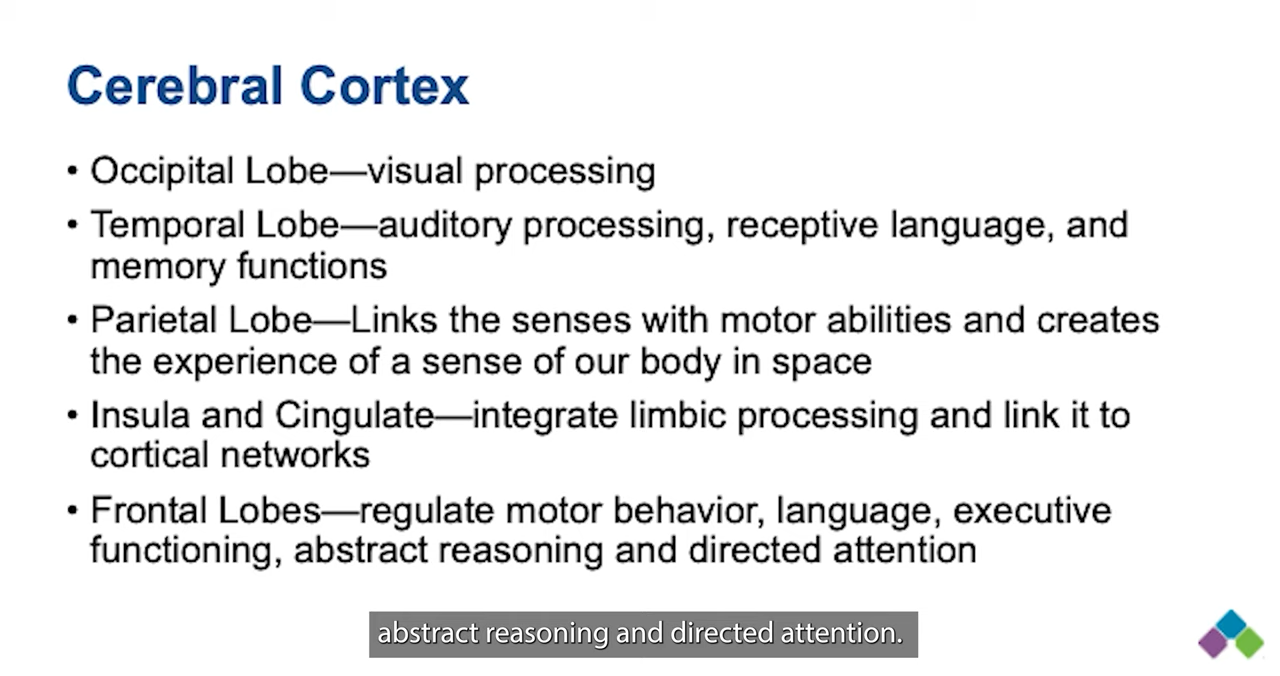 Cerebral Cortex
• Occipital Lobe—visual processing
• Temporal Lobe—auditory processing, receptive language, and
memory functions
• Parietal Lobe—Links the senses with motor abilities and creates
the experience of a sense of our body in space
• Insula and Cingulate—integrate limbic processing and link it to
cortical networks
• Frontal Lobes—regulate motor behavior, language, executive
functioning, abstract reasoning and directed attention
abstract reasoning and directed attention.